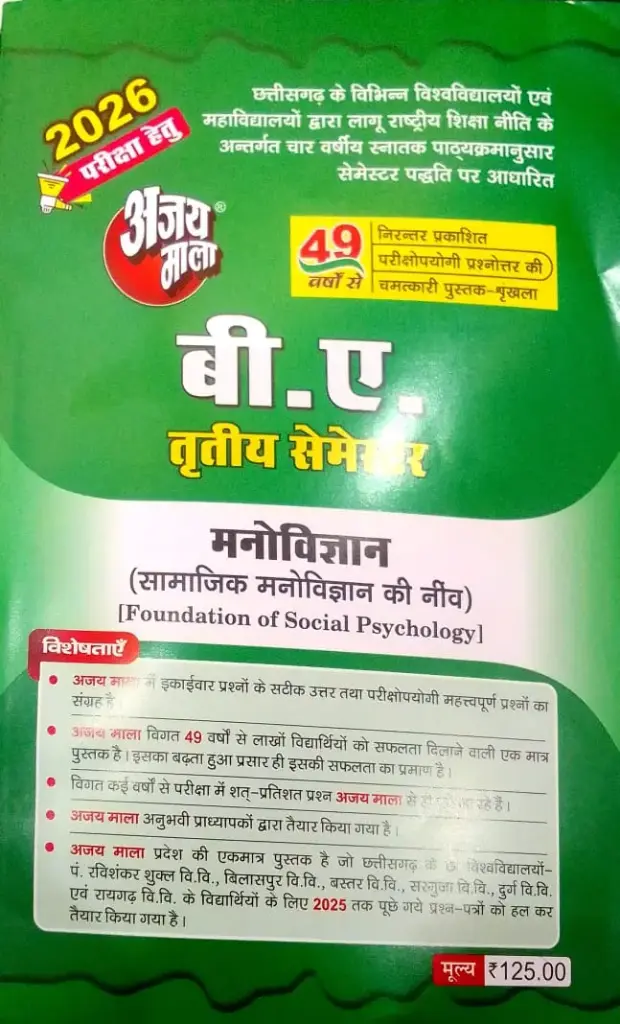 2026
परीक्षा हेतु
छत्तीसगढ़ के विभिन्न विश्वविद्यालयों एवं
महाविद्यालयों द्वारा लागू राष्ट्रीय शिक्षा नीति के
अन्तर्गत चार वर्षीय स्नातक पाठ्यक्रमानुसार
सेमेस्टर पद्धति पर आधारित
अजय
माला
®
49
वर्षों से
निरन्तर प्रकाशित
परीक्षोपयोगी प्रश्नोत्तर की
चमत्कारी पुस्तक-श्रृंखला
बी.ए.
तृतीय सेमेस्टर
मनोविज्ञान
(सामाजिक मनोविज्ञान की नींव)
[Foundation of Social Psychology]
विशेषताएँ
• अजय माला में इकाईवार प्रश्नों के सटीक उत्तर तथा परीक्षोपयोगी महत्त्वपूर्ण प्रश्नों का
संग्रह है।
• अजय माला विगत 49 वर्षों से लाखों विद्यार्थियों को सफलता दिलाने वाली एक मात्र
पुस्तक है। इसका बढ़ता हुआ प्रसार ही इसकी सफलता का प्रमाण है।
• विगत कई वर्षों से परीक्षा में शत्-प्रतिशत प्रश्न अजय माला से रहे हैं।
• अजय माला अनुभवी प्राध्यापकों द्वारा तैयार किया गया है।
• अजय माला प्रदेश की एकमात्र पुस्तक है जो छत्तीसगढ़ के विश्वविद्यालयों-
पं. रविशंकर शुक्ल वि.वि., बिलासपुर वि.वि., बस्तर वि.वि., सरगुजा वि.वि., दुर्ग वि.वि.
एवं रायगढ़ वि.वि. के विद्यार्थियों के लिए 2025 तक पूछे गये प्रश्न-पत्रों को हल कर
तैयार किया गया है।
मूल्य ₹125.00